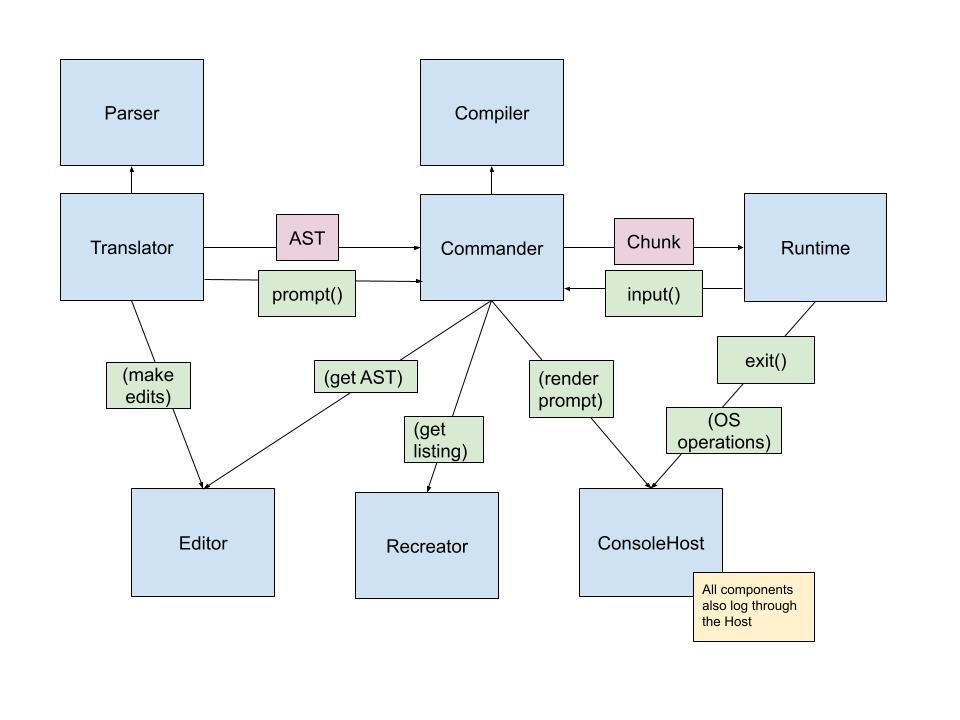 Parser
Compiler
Translator
AST
Commander
Chunk
Runtime
prompt()
input()
(make
edits)
(get AST)
(render
prompt)
exit()
(get
listing)
(OS
operations)
Editor
Recreator
ConsoleHost
All components
also log through
the Host